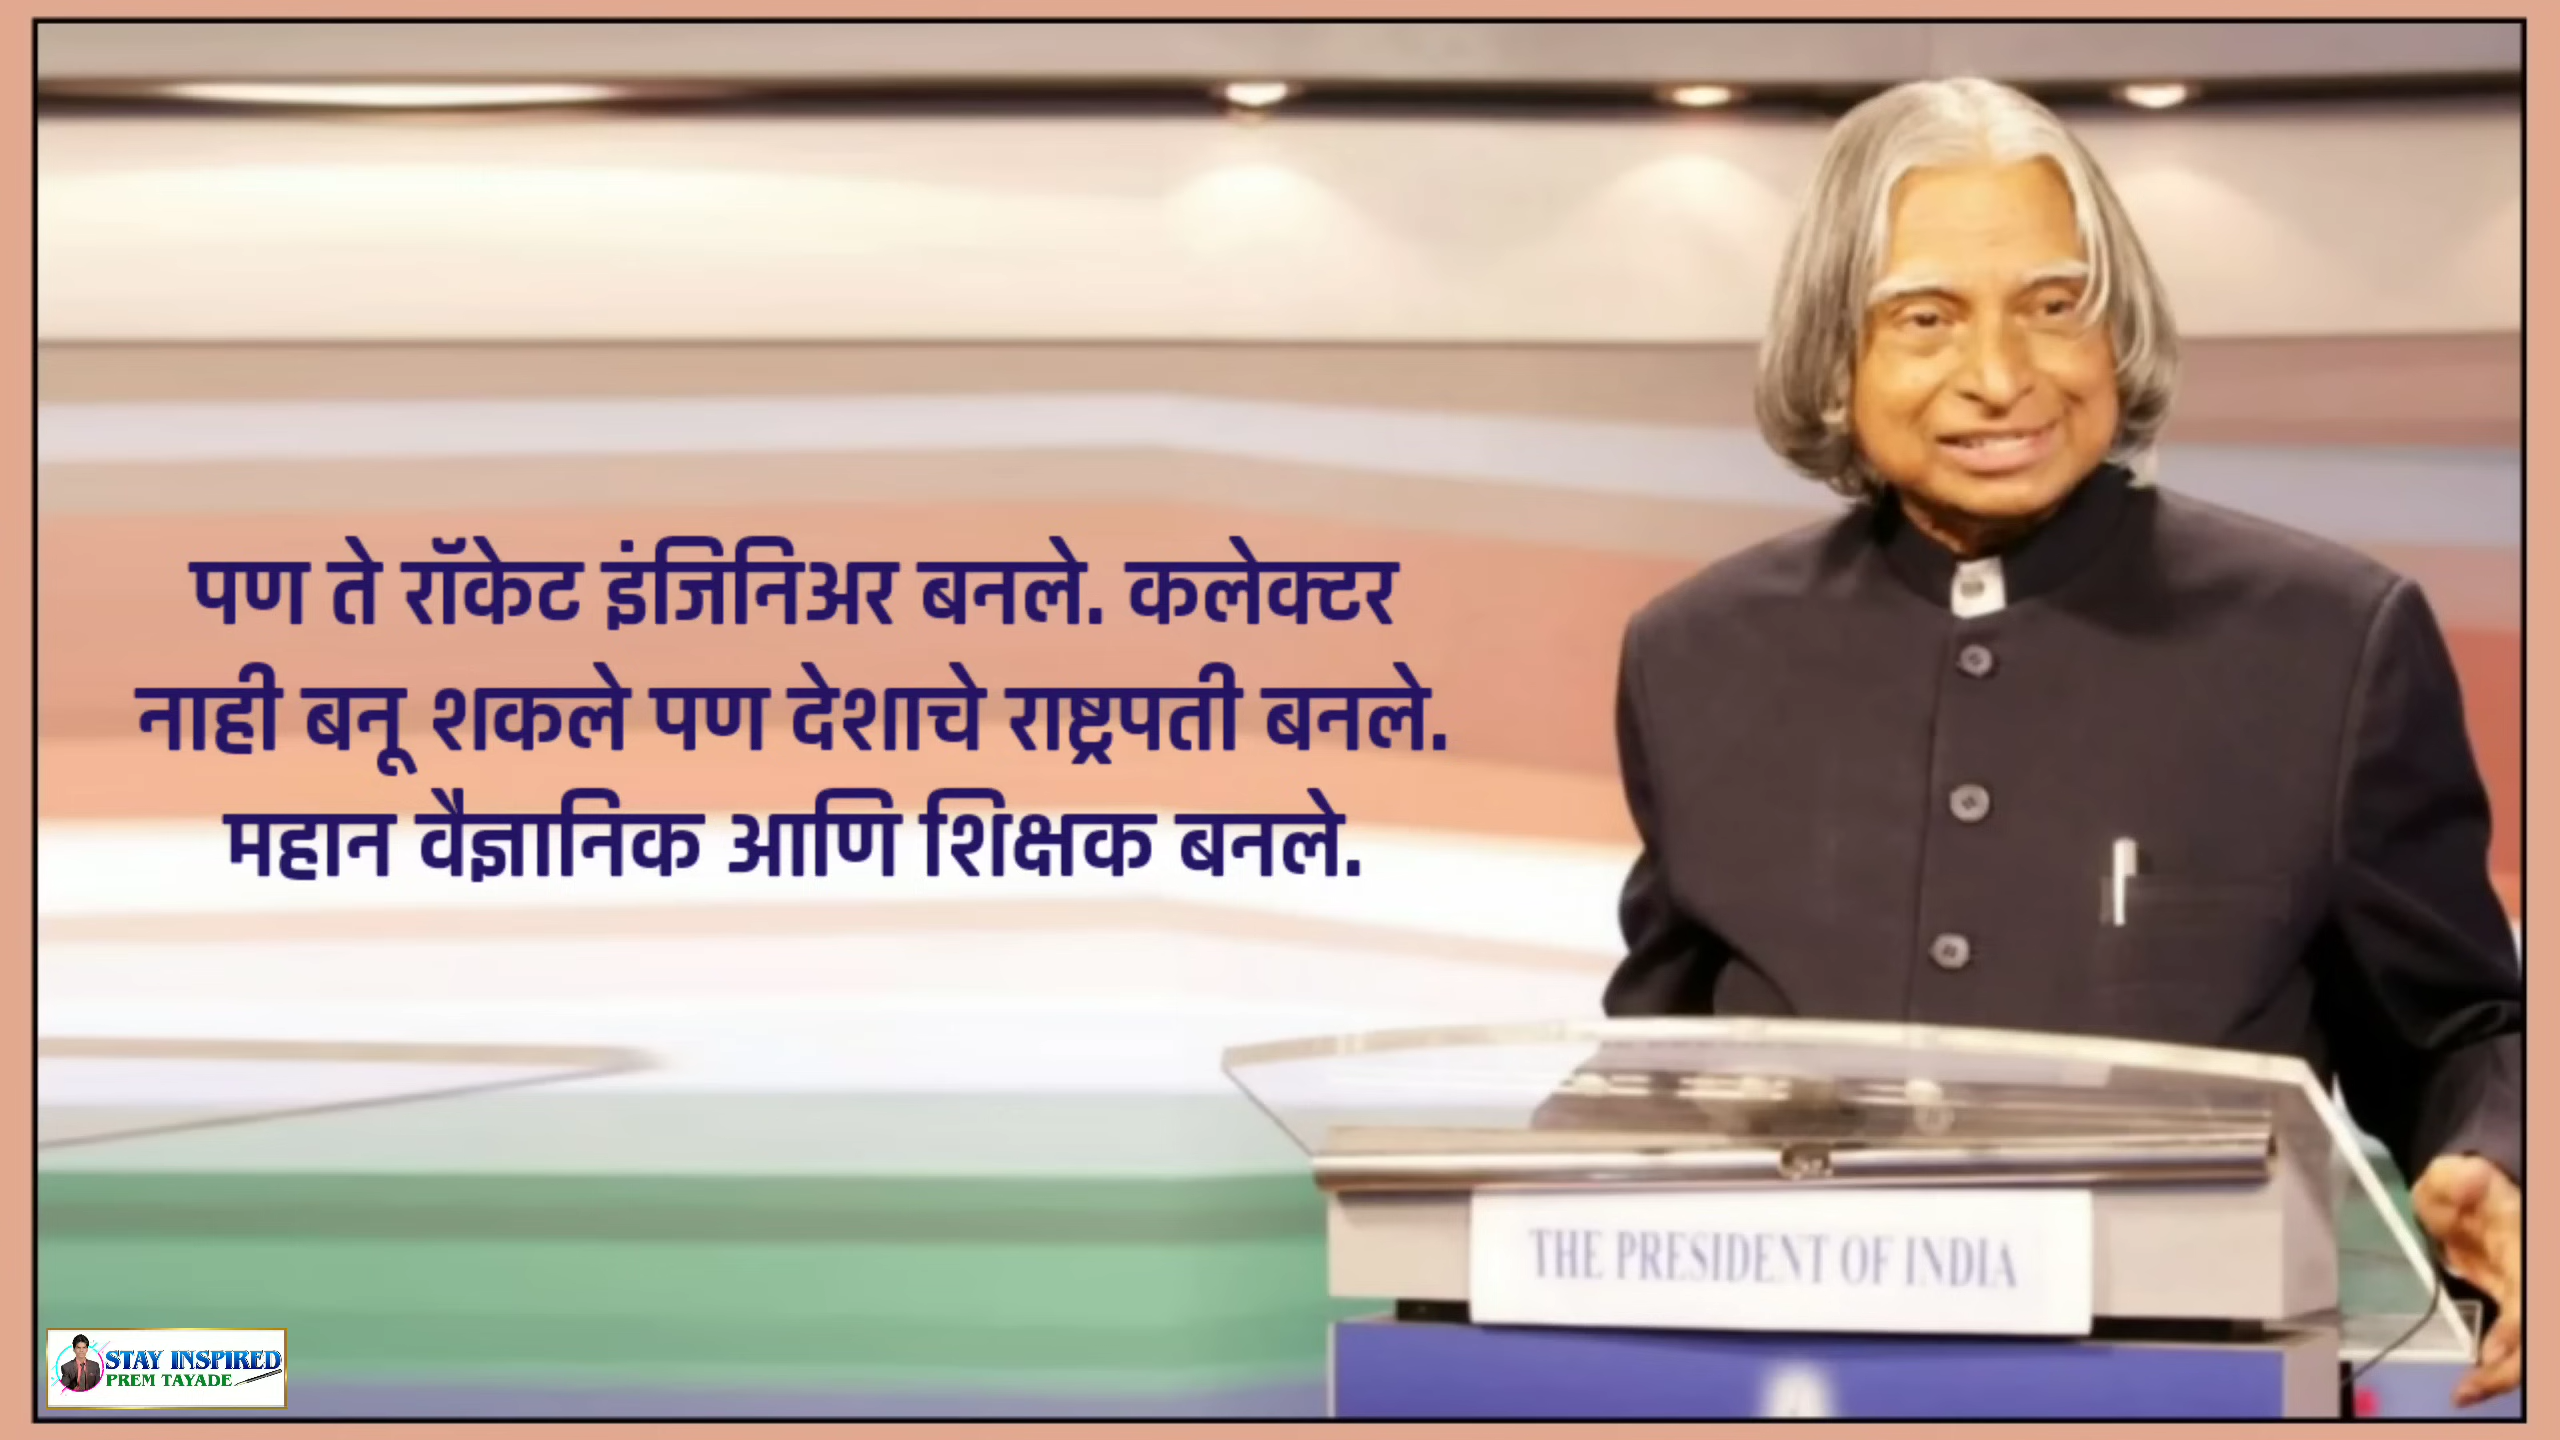 पण ते रॉकेट इंजिनिअर बनले. कलेक्टर
नाही बनू शकले पण देशाचे राष्ट्रपती बनले.
महान वैज्ञानिक आणि शिक्षक बनले.
THE PRESIDENT OF INDIA
STAY INSPIRED
PREM TAYADE